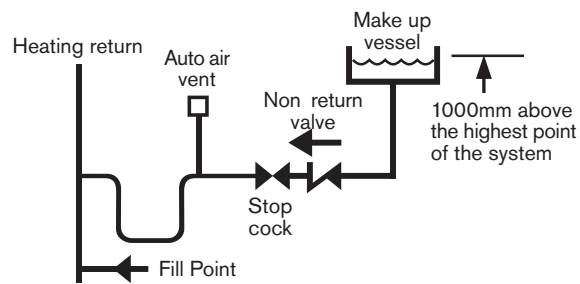 Heating return
Auto air
vent
Non return
valve
Make up
vessel
1000mm above
the highest point
of the system
Stop
cock
Fill Point